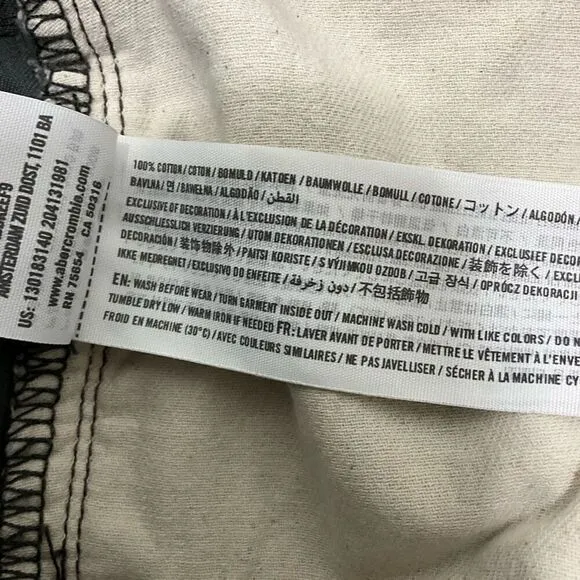 AMSTERDAM ZUID OOST, 1101 BA
US: 130183140 204131981
www.abercrombie.com
RN 75654 CA 50316
100% COTTON / COTON / BOMULD / KATOEN / BAUMWOLLE / BOMULL / COTONE / コットン / ALGODÓN /
BAVLNA / 면 / BAWEŁNA / ALGODÃO / القطن
EXCLUSIVE OF DECORATION / À L'EXCLUSION DE LA DÉCORATION / EKSKL. DEKORATION / EXCLUSIEF DECOR
AUSSCHLIESSLICH VERZIERUNG / UTOM DEKORATIONEN / ESCLUSA DECORAZIONE / 装飾を除く / EXCLU
DECORACIÓN / 装饰物除外 / PAITSI KORISTE / S VÝJIMKOU OZDOB / 고급 장식 / OPRÓCZ DEKORACJI
IKKE MEDREGNET / EXCLUSIVO DO ENFEITE / دون زخرفة / 不包括飾物
EN: WASH BEFORE WEAR / TURN GARMENT INSIDE OUT / MACHINE WASH COLD / WITH LIKE COLORS / DO N
TUMBLE DRY LOW / WARM IRON IF NEEDED FR: LAVER AVANT DE PORTER / METTRE LE VÊTEMENT À L'EN
FROID EN MACHINE (30°C) / AVEC COULEURS SIMILAIRES / NE PAS JAVELLISER / SÉCHER À LA MACHINE CY